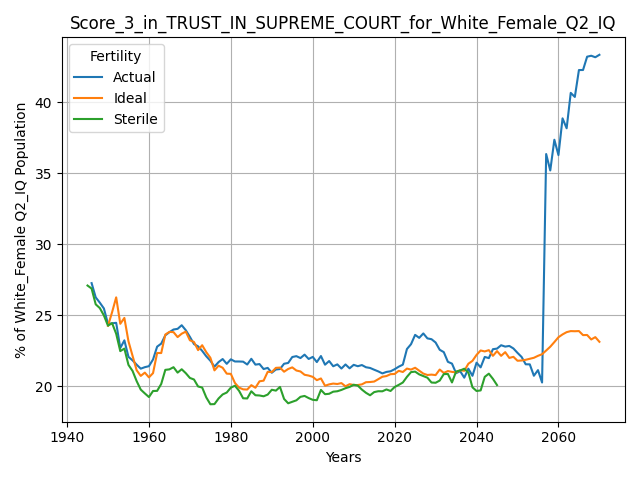 Score_3_in_TRUST_IN_SUPREME_COURT_for_White_Female_Q2_IQ
Fertility
Actual
Ideal
Sterile
% of White_Female Q2_IQ Population
40
35
30
25
20
1940 1960 1980 2000 2020 2040 2060
Years